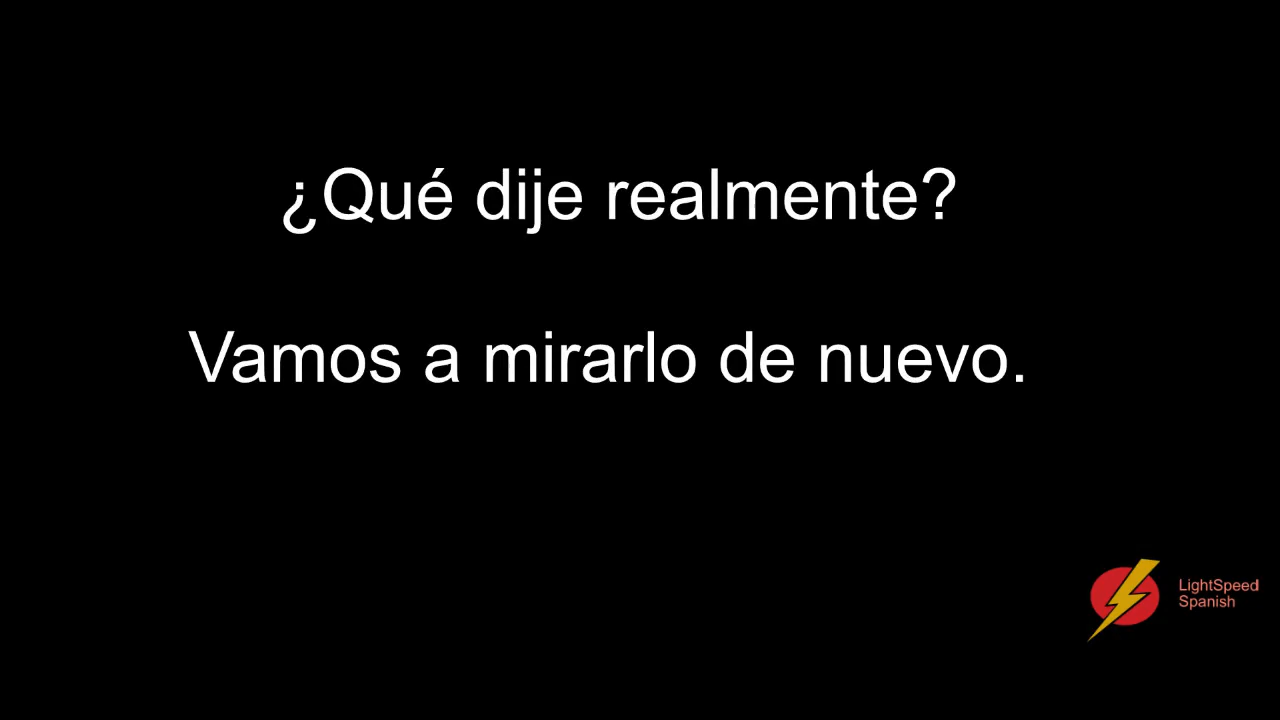 ¿Qué dije realmente?
Vamos a mirarlo de nuevo.
LightSpeed
Spanish